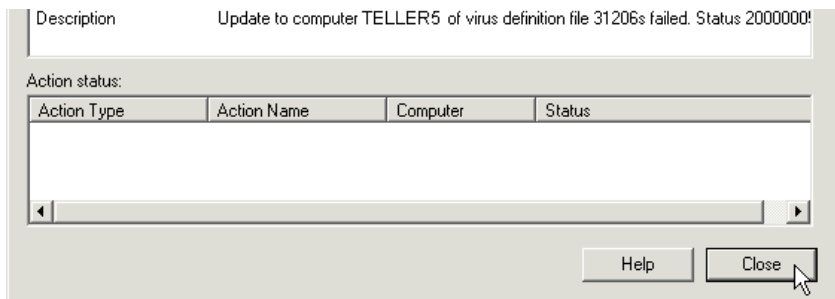 Description Update to computer TELLER5 of virus definition file 31206s failed. Status 2000000
Action status:
Action Type Action Name Computer Status
Help Close